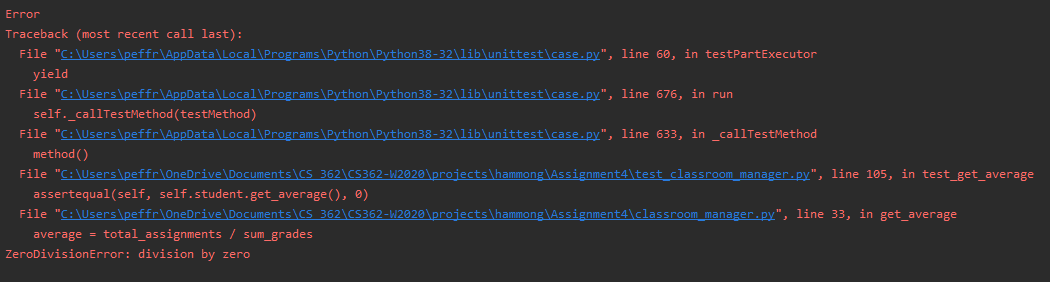 Error
Traceback (most recent call last):
  File "C:\Users\peffr\AppData\Local\Programs\Python\Python38-32\lib\unittest\case.py", line 60, in testPartExecutor
    yield
  File "C:\Users\peffr\AppData\Local\Programs\Python\Python38-32\lib\unittest\case.py", line 676, in run
    self._callTestMethod(testMethod)
  File "C:\Users\peffr\AppData\Local\Programs\Python\Python38-32\lib\unittest\case.py", line 633, in _callTestMethod
    method()
  File "C:\Users\peffr\OneDrive\Documents\CS 362\CS362-W2020\projects\hammong\Assignment4\test_classroom_manager.py", line 105, in test_get_average
    assertequal(self, self.student.get_average(), 0)
  File "C:\Users\peffr\OneDrive\Documents\CS 362\CS362-W2020\projects\hammong\Assignment4\classroom_manager.py", line 33, in get_average
    average = total_assignments / sum_grades
ZeroDivisionError: division by zero